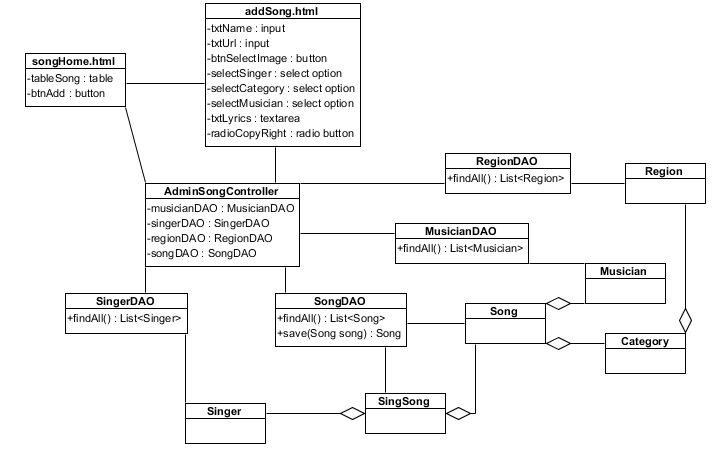 addSong.html
-txtName : input
-txtUrl : input
-btnSelectImage : button
-selectSinger : select option
-selectCategory : select option
-selectMusician : select option
-txtLyrics : textarea
-radioCopyRight : radio button
songHome.html
-tableSong : table
-btnAdd : button
RegionDAO
+findAll() : List<Region>
Region
AdminSongController
-musicianDAO : MusicianDAO
-singerDAO : SingerDAO
-regionDAO : RegionDAO
-songDAO : SongDAO
MusicianDAO
+findAll() : List<Musician>
Musician
SingerDAO
+findAll() : List<Singer>
SongDAO
+findAll() : List<Song>
+save(Song song) : Song
Song
Category
Singer
SingSong